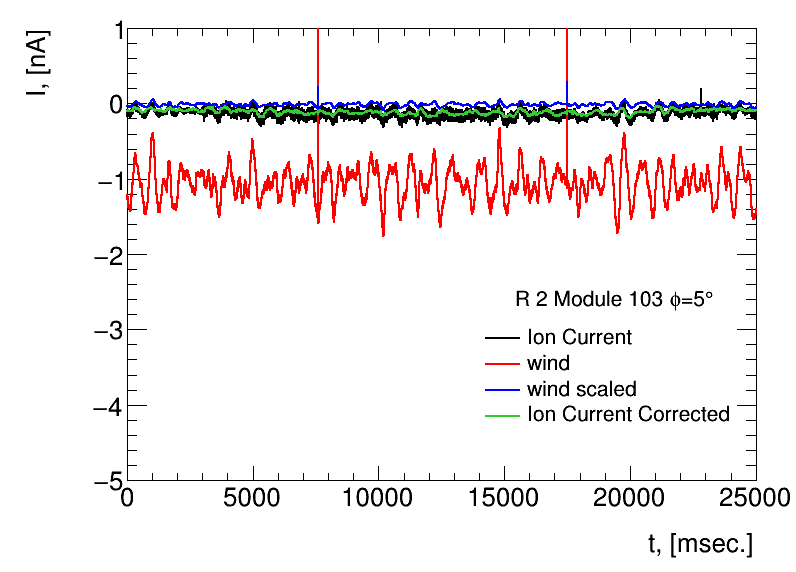 I, [nA]
1
0
−1
−2
−3
−4
−5
0
5000
10000
15000
20000
25000
t, [msec.]
R 2 Module 103 ϕ=5°
Ion Current
wind
wind scaled
Ion Current Corrected